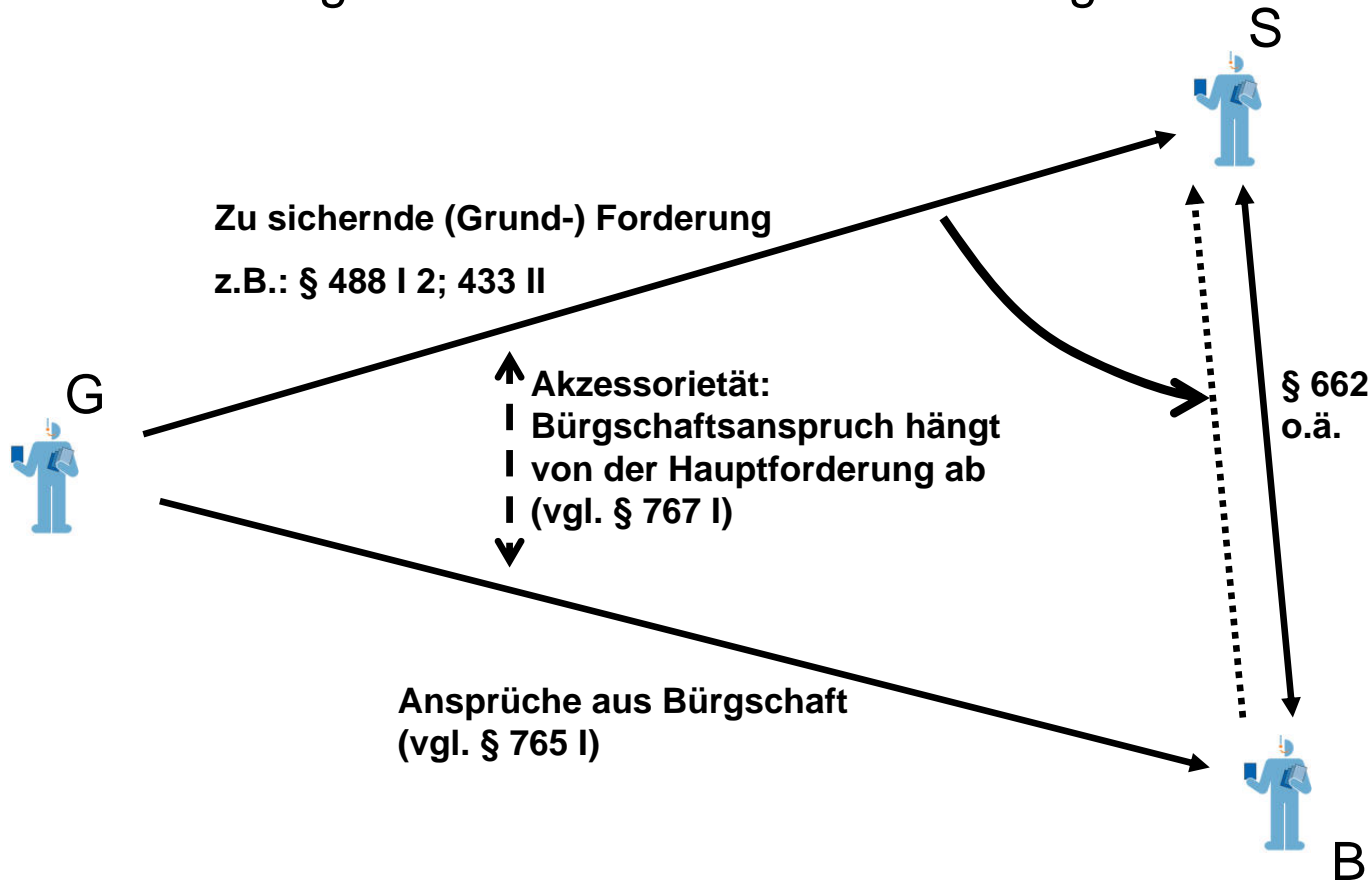 S
Zu sichernde (Grund-) Forderung
z.B.: § 488 I 2; 433 II
G
Akzessorietät:
Bürgschaftsanspruch hängt
von der Hauptforderung ab
(vgl. § 767 I)
§ 662
o.ä.
Ansprüche aus Bürgschaft
(vgl. § 765 I)
B